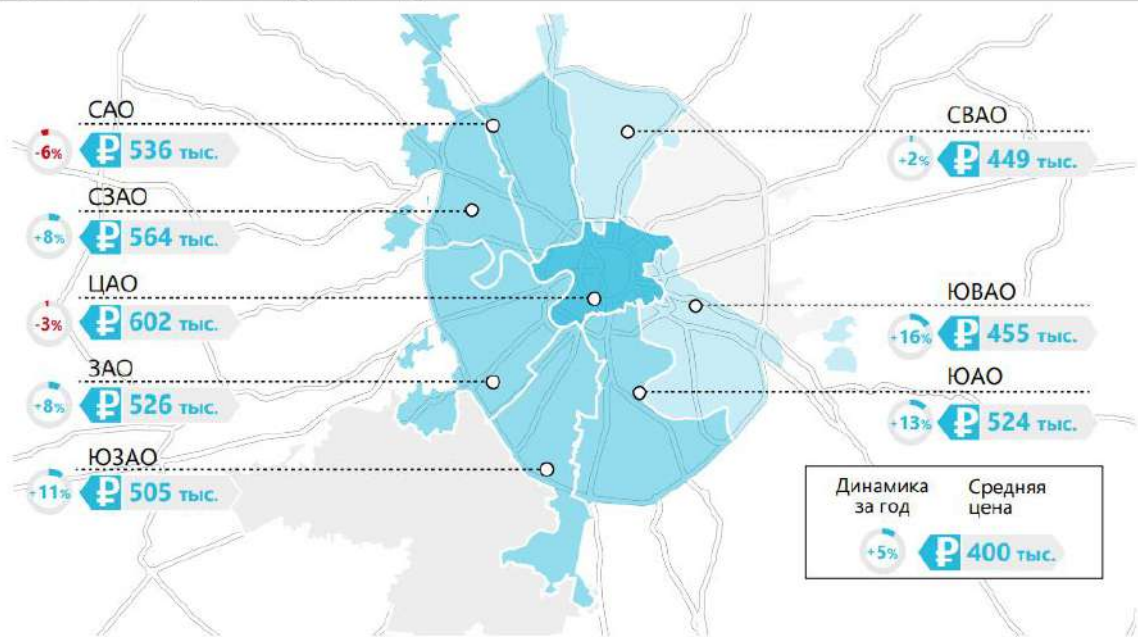 САО
-6% ₽ 536 тыс.
СЗАО
+8% ₽ 564 тыс.
ЦАО
-3% ₽ 602 тыс.
ЗАО
+8% ₽ 526 тыс.
ЮЗАО
+11% ₽ 505 тыс.
СВАО
+2% ₽ 449 тыс.
ЮВАО
+16% ₽ 455 тыс.
ЮАО
+13% ₽ 524 тыс.
Динамика Средняя
за год цена
+5% ₽ 400 тыс.